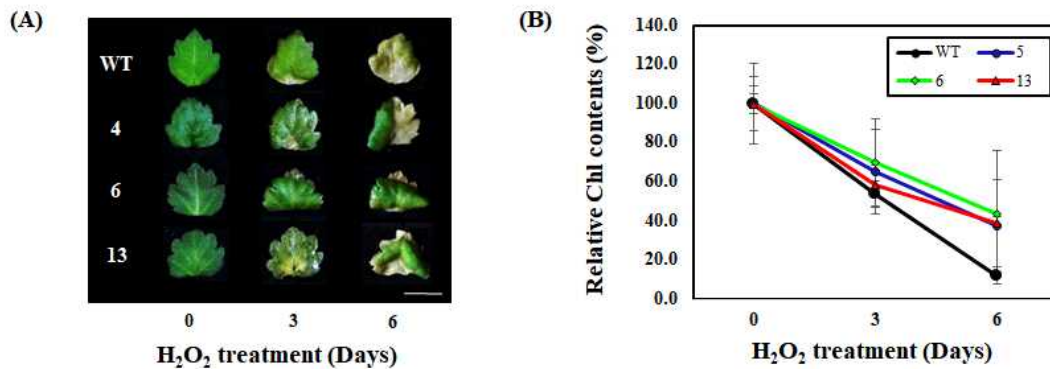 (A)
WT
4
6
13
0 3 6
H₂O₂ treatment (Days)
(B)
Relative Chl contents (%)
140.0
120.0
100.0
80.0
60.0
40.0
20.0
0.0
WT 5
6 13
0 3 6
H₂O₂ treatment (Days)